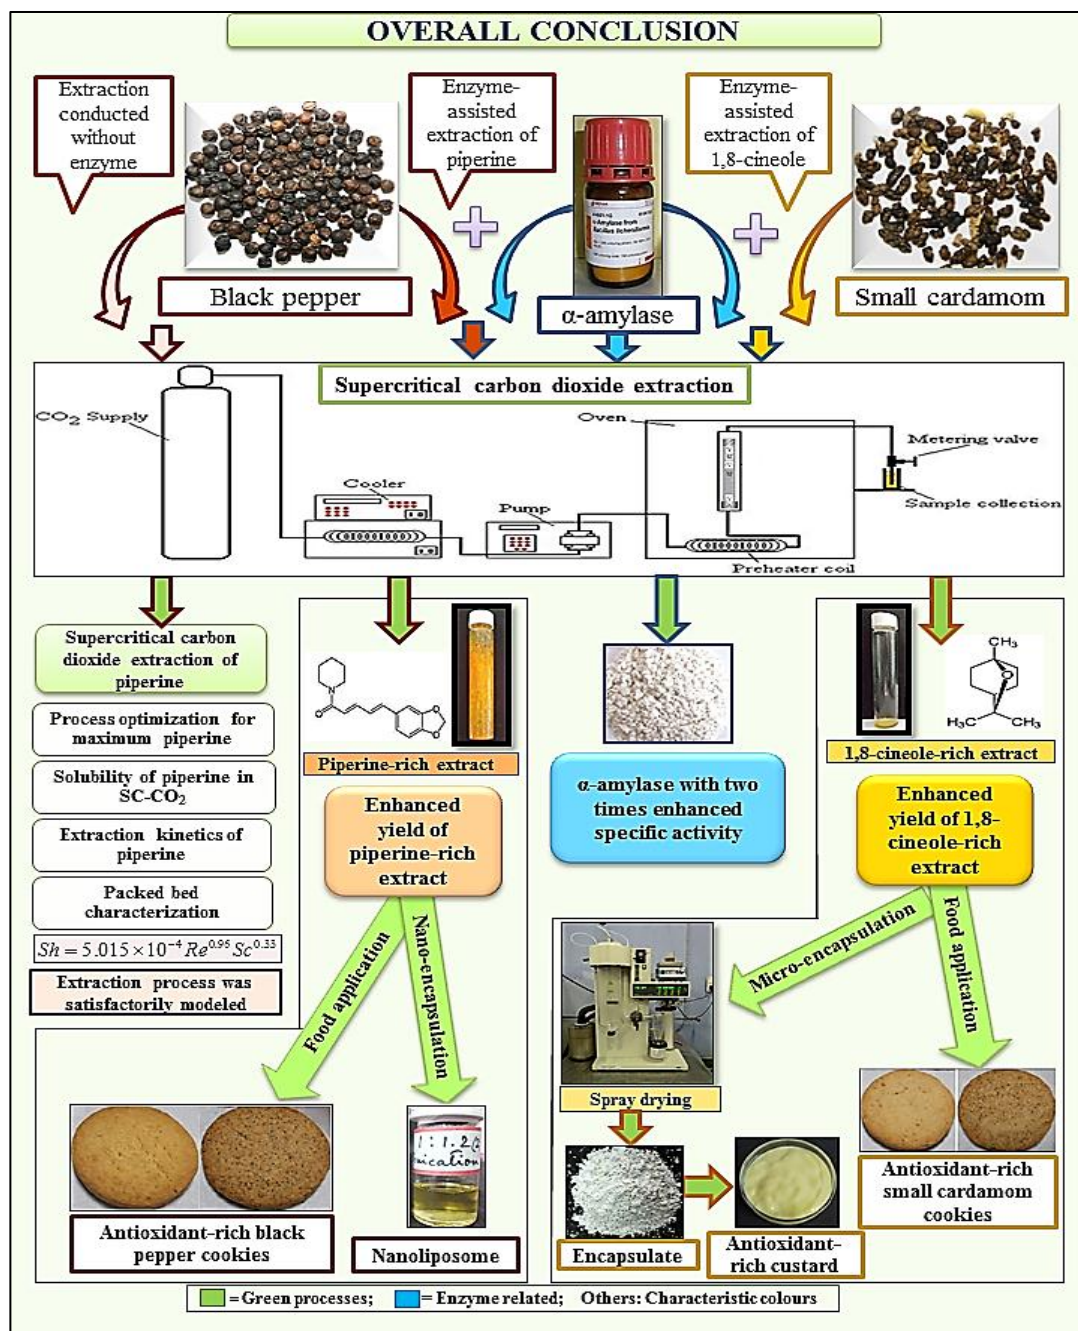 OVERALL CONCLUSION
Extraction
conducted
without
enzyme
Enzyme-
assisted
extraction of
piperine
Enzyme-
assisted
extraction of
1,8-cineole
α-Amylase from
Bacillus licheniformis
Black pepper
α-amylase
Small cardamom
Supercritical carbon dioxide extraction
CO₂ Supply
Cooler
Pump
Oven
Metering valve
Sample collection
Preheater coil
Supercritical carbon
dioxide extraction of
piperine
Process optimization for
maximum piperine
Solubility of piperine in
SC-CO₂
Extraction kinetics of
piperine
Packed bed
characterization
Sh = 5.015 × 10⁻⁴ Re^0.95 Sc^0.33
Extraction process was
satisfactorily modeled
N
O
O
O
Piperine-rich extract
Enhanced
yield of
piperine-rich
extract
Food application
Nano-encapsulation
Antioxidant-rich black
pepper cookies
1:1.2
Nanoliposome
α-amylase with two
times enhanced
specific activity
CH₃
O
H₃C
CH₃
1,8-cineole-rich extract
Enhanced
yield of 1,8-
cineole-rich
extract
Micro-encapsulation
Food application
Spray drying
Encapsulate
Antioxidant-
rich custard
Antioxidant-rich
small cardamom
cookies
= Green processes; = Enzyme related; Others: Characteristic colours